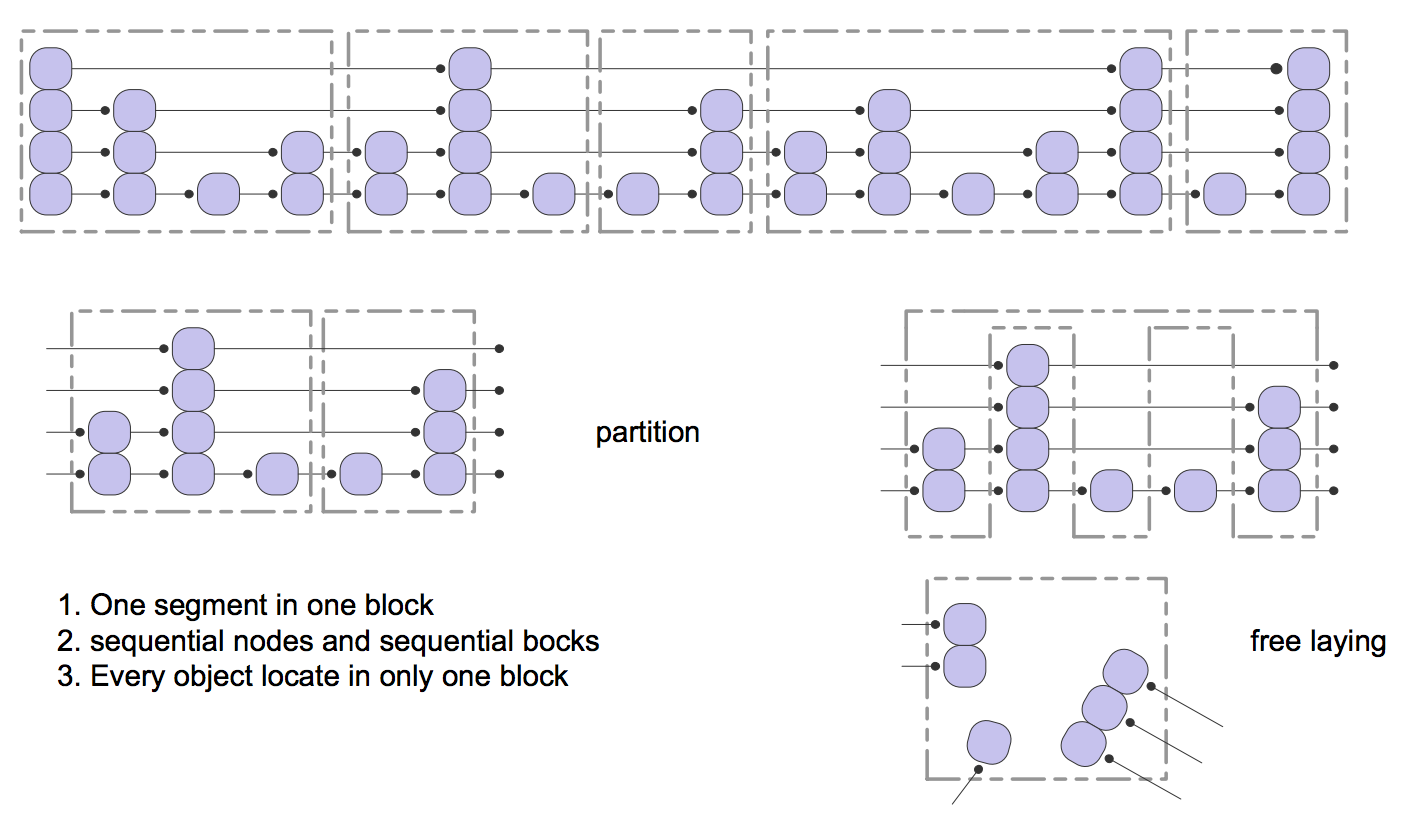 partition
1. One segment in one block
2. sequential nodes and sequential bocks
3. Every object locate in only one block
free laying